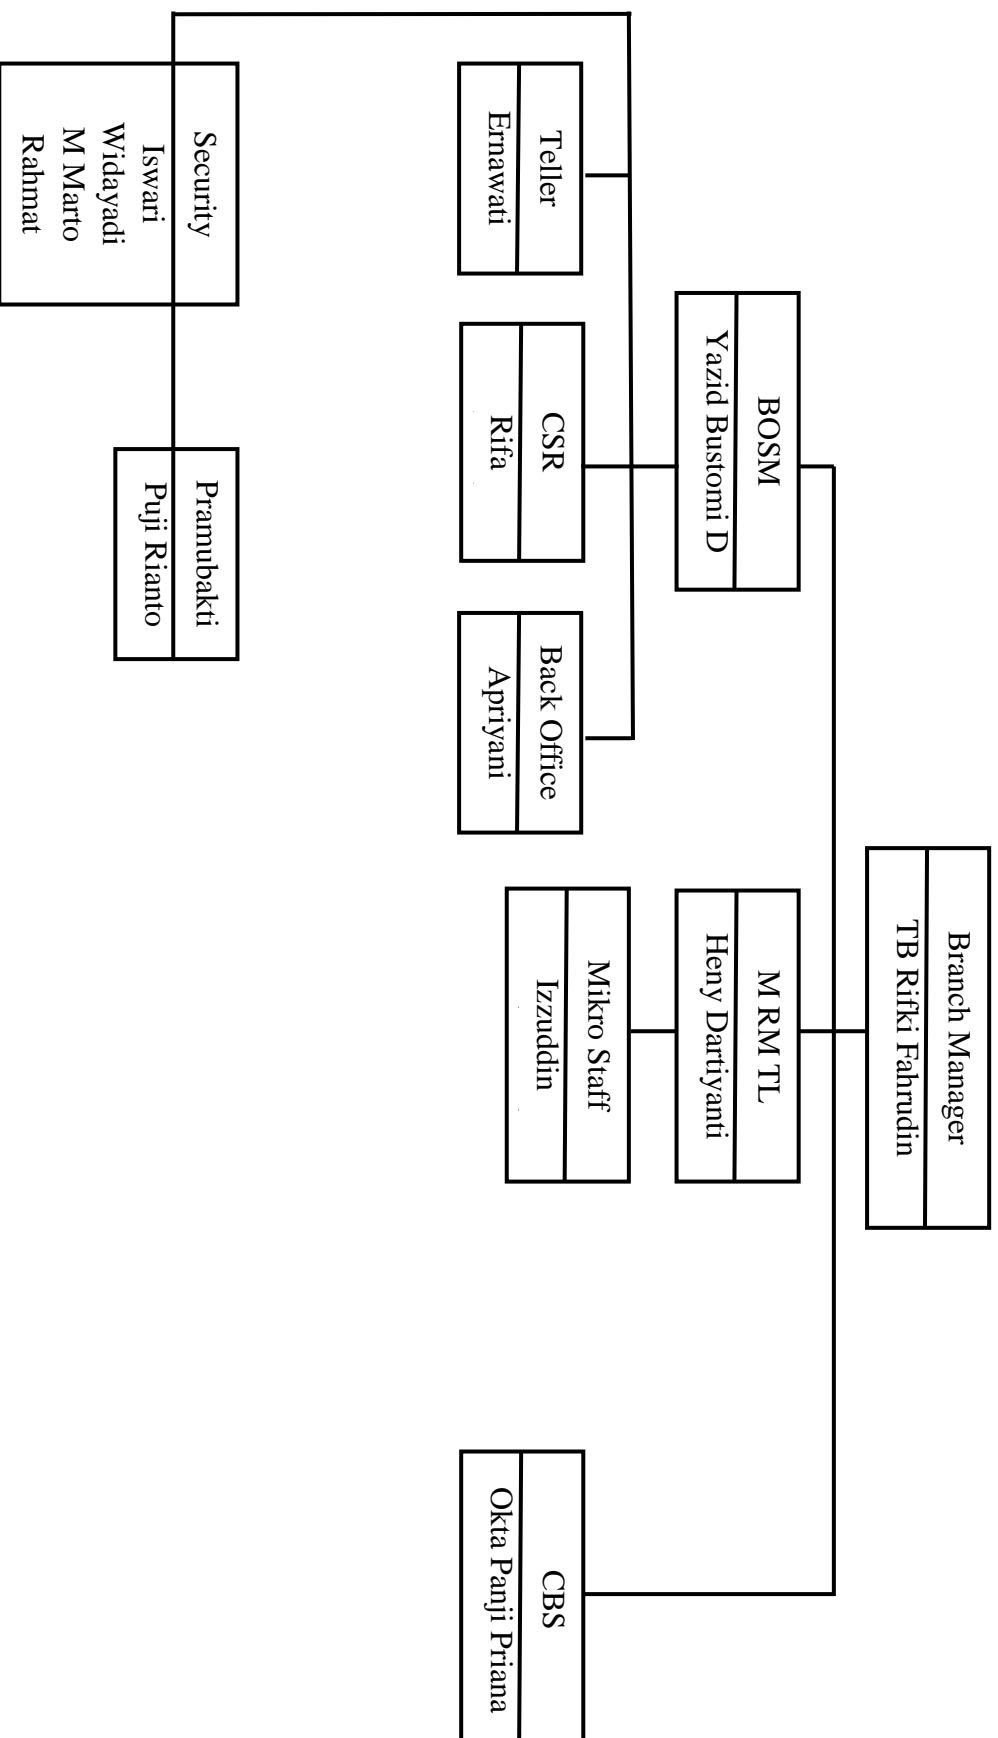 Branch Manager
TB Rifki Fahrudin
BOSM
Yazid Bustomi D
M RM TL
Heny Dartiyanti
Teller
Ernawati
CSR
Rifa
Back Office
Apriyani
Mikro Staff
Izzuddin
CBS
Okta Panji Priana
Security
Iswari
Widayadi
M Marto
Rahmat
Pramubakti
Puji Rianto